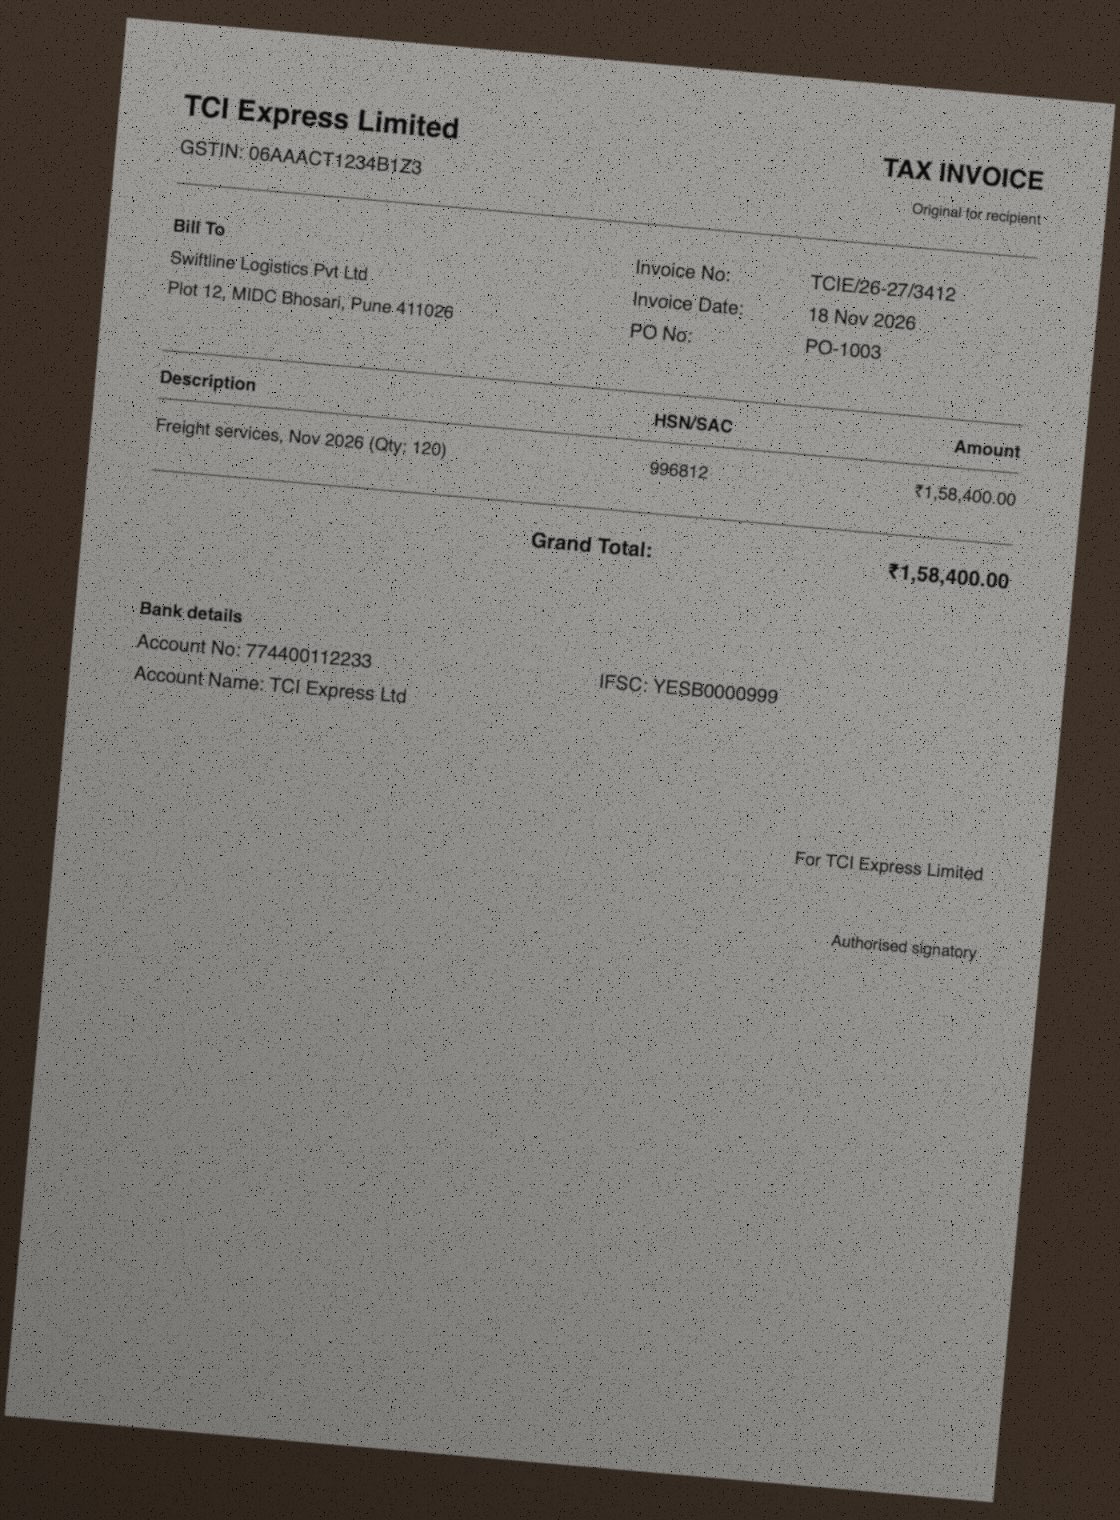 TCI Express Limited
GSTIN: 06AAACT1234B1Z3
TAX INVOICE
Original for recipient
Bill To
Swiftline Logistics Pvt Ltd
Plot 12, MIDC Bhosari, Pune 411026
Invoice No: TCIE/26-27/3412
Invoice Date: 18 Nov 2026
PO No: PO-1003
Description HSN/SAC Amount
Freight services, Nov 2026 (Qty: 120) 996812 ₹1,58,400.00
Grand Total: ₹1,58,400.00
Bank details
Account No: 774400112233
Account Name: TCI Express Ltd IFSC: YESB0000999
For TCI Express Limited
Authorised signatory